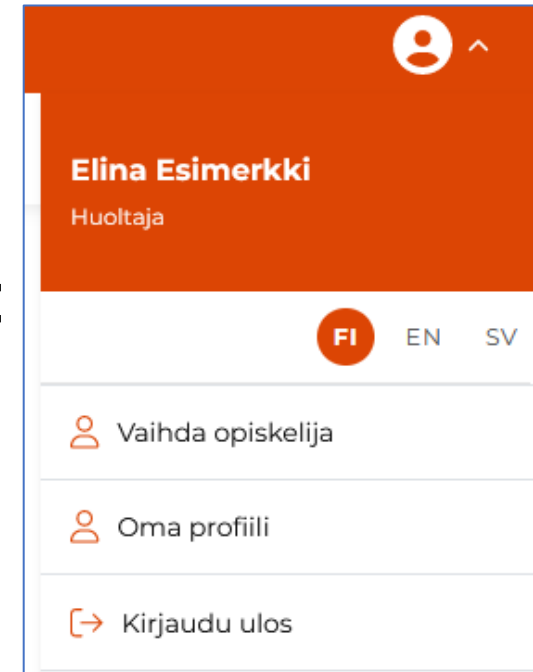 Elina Esimerkki
Huoltaja
FI EN SV
Vaihda opiskelija
Oma profiili
Kirjaudu ulos